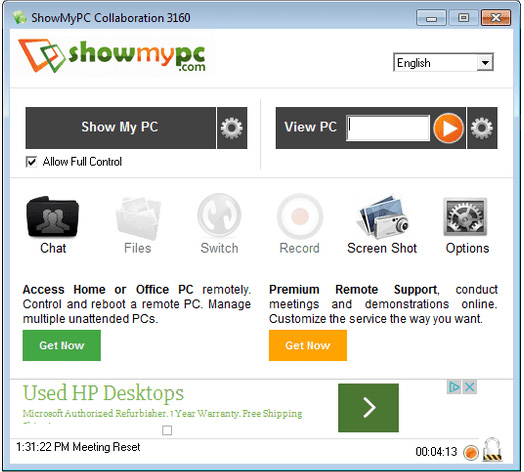 ShowMyPC Collaboration 3160
showmypc
.com
English
Show My PC
View PC
Allow Full Control
Chat
Files
Switch
Record
Screen Shot
Options
Access Home or Office PC remotely.
Control and reboot a remote PC. Manage
multiple unattended PCs.
Get Now
Premium Remote Support, conduct
meetings and demonstrations online.
Customize the service the way you want.
Get Now
Used HP Desktops
Microsoft Authorized Refurbisher. 1 Year Warranty. Free Shipping
1:31:22 PM Meeting Reset
00:04:13